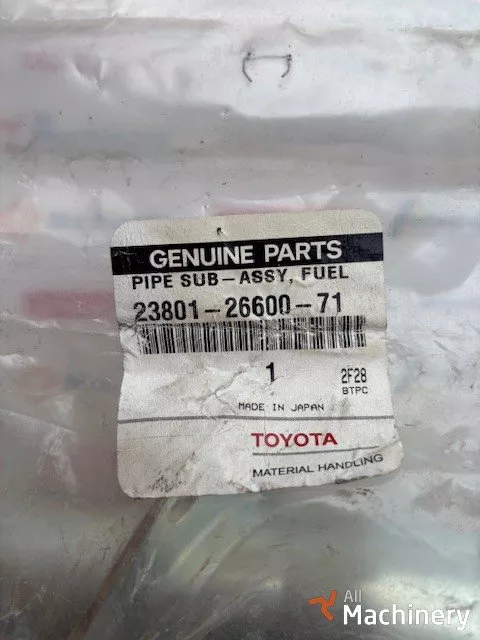 GENUINE PARTS
PIPE SUB-ASSY, FUEL
23801-26600-71
1
2F28
BTPC
MADE IN JAPAN
TOYOTA
MATERIAL HANDLING
All
Machinery